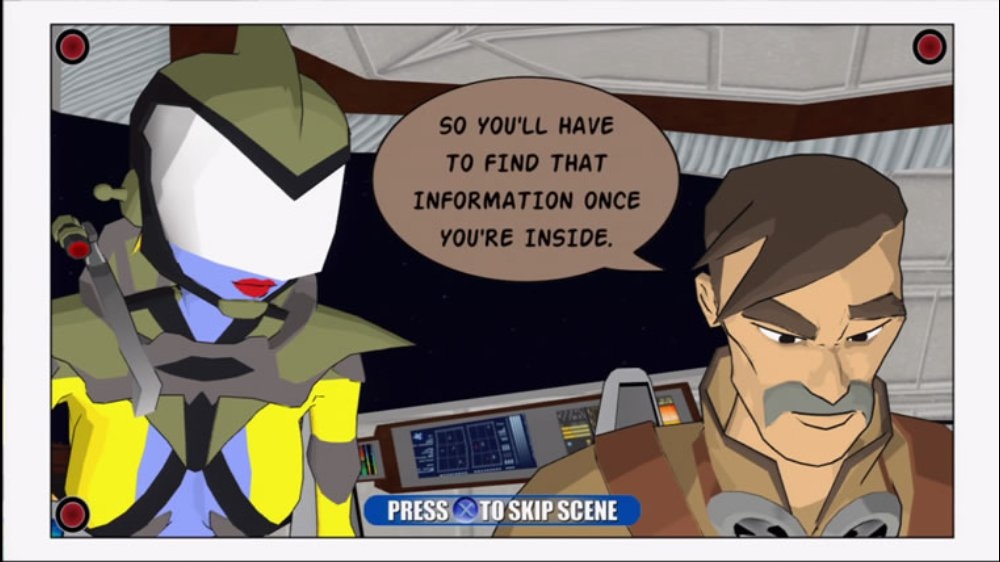 SO YOU'LL HAVE
TO FIND THAT
INFORMATION ONCE
YOU'RE INSIDE.
PRESS TO SKIP SCENE